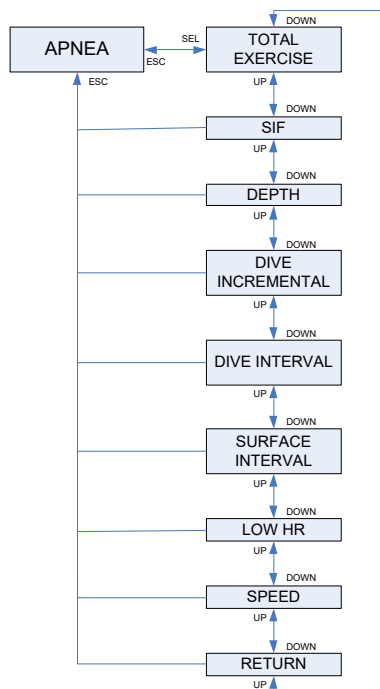 DOWN
APNEA
SEL
ESC
TOTAL
EXERCISE
ESC
UP
DOWN
SIF
UP
DOWN
DEPTH
UP
DOWN
DIVE
INCREMENTAL
UP
DOWN
DIVE INTERVAL
UP
DOWN
SURFACE
INTERVAL
UP
DOWN
LOW HR
UP
DOWN
SPEED
UP
DOWN
RETURN
UP